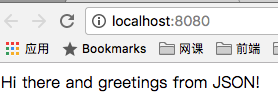 localhost:8080
应用 Bookmarks 网课 前端
Hi there and greetings from JSON!